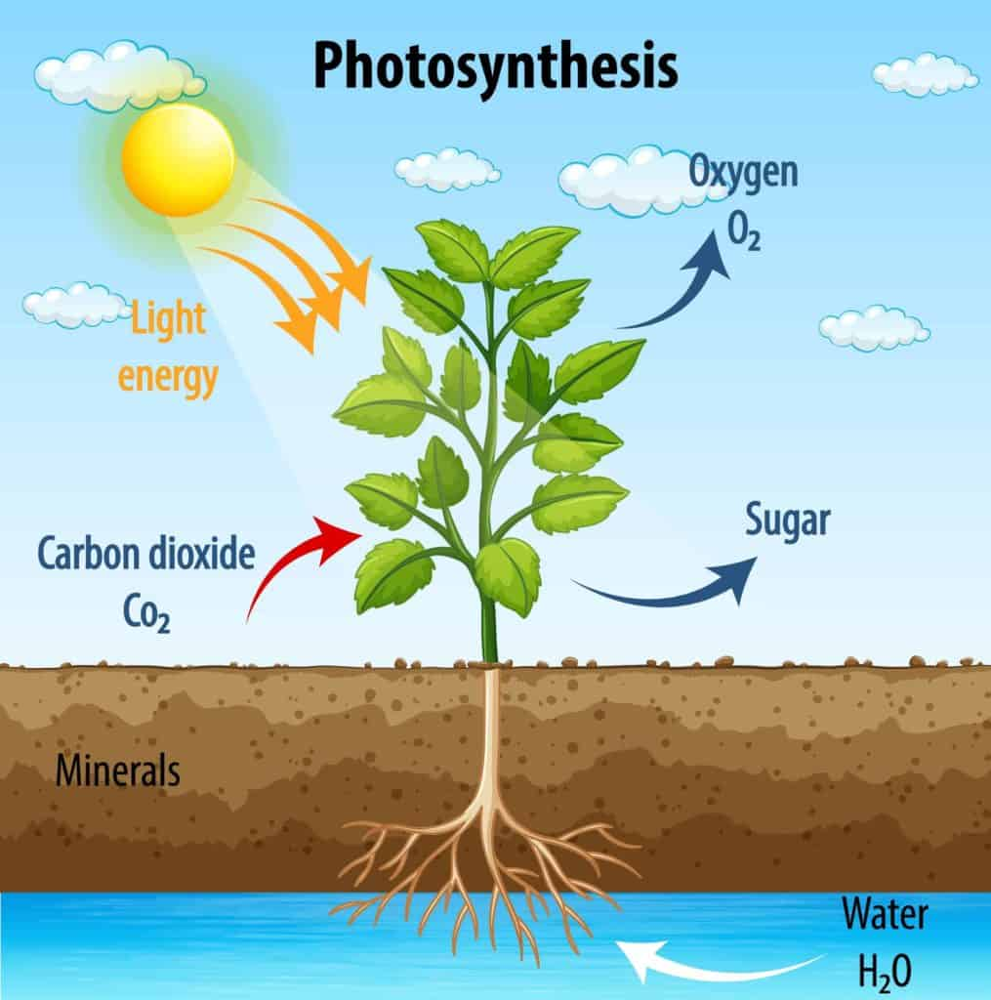 Photosynthesis
Oxygen
O₂
Light
energy
Sugar
Carbon dioxide
Co₂
Minerals
Water
H₂O